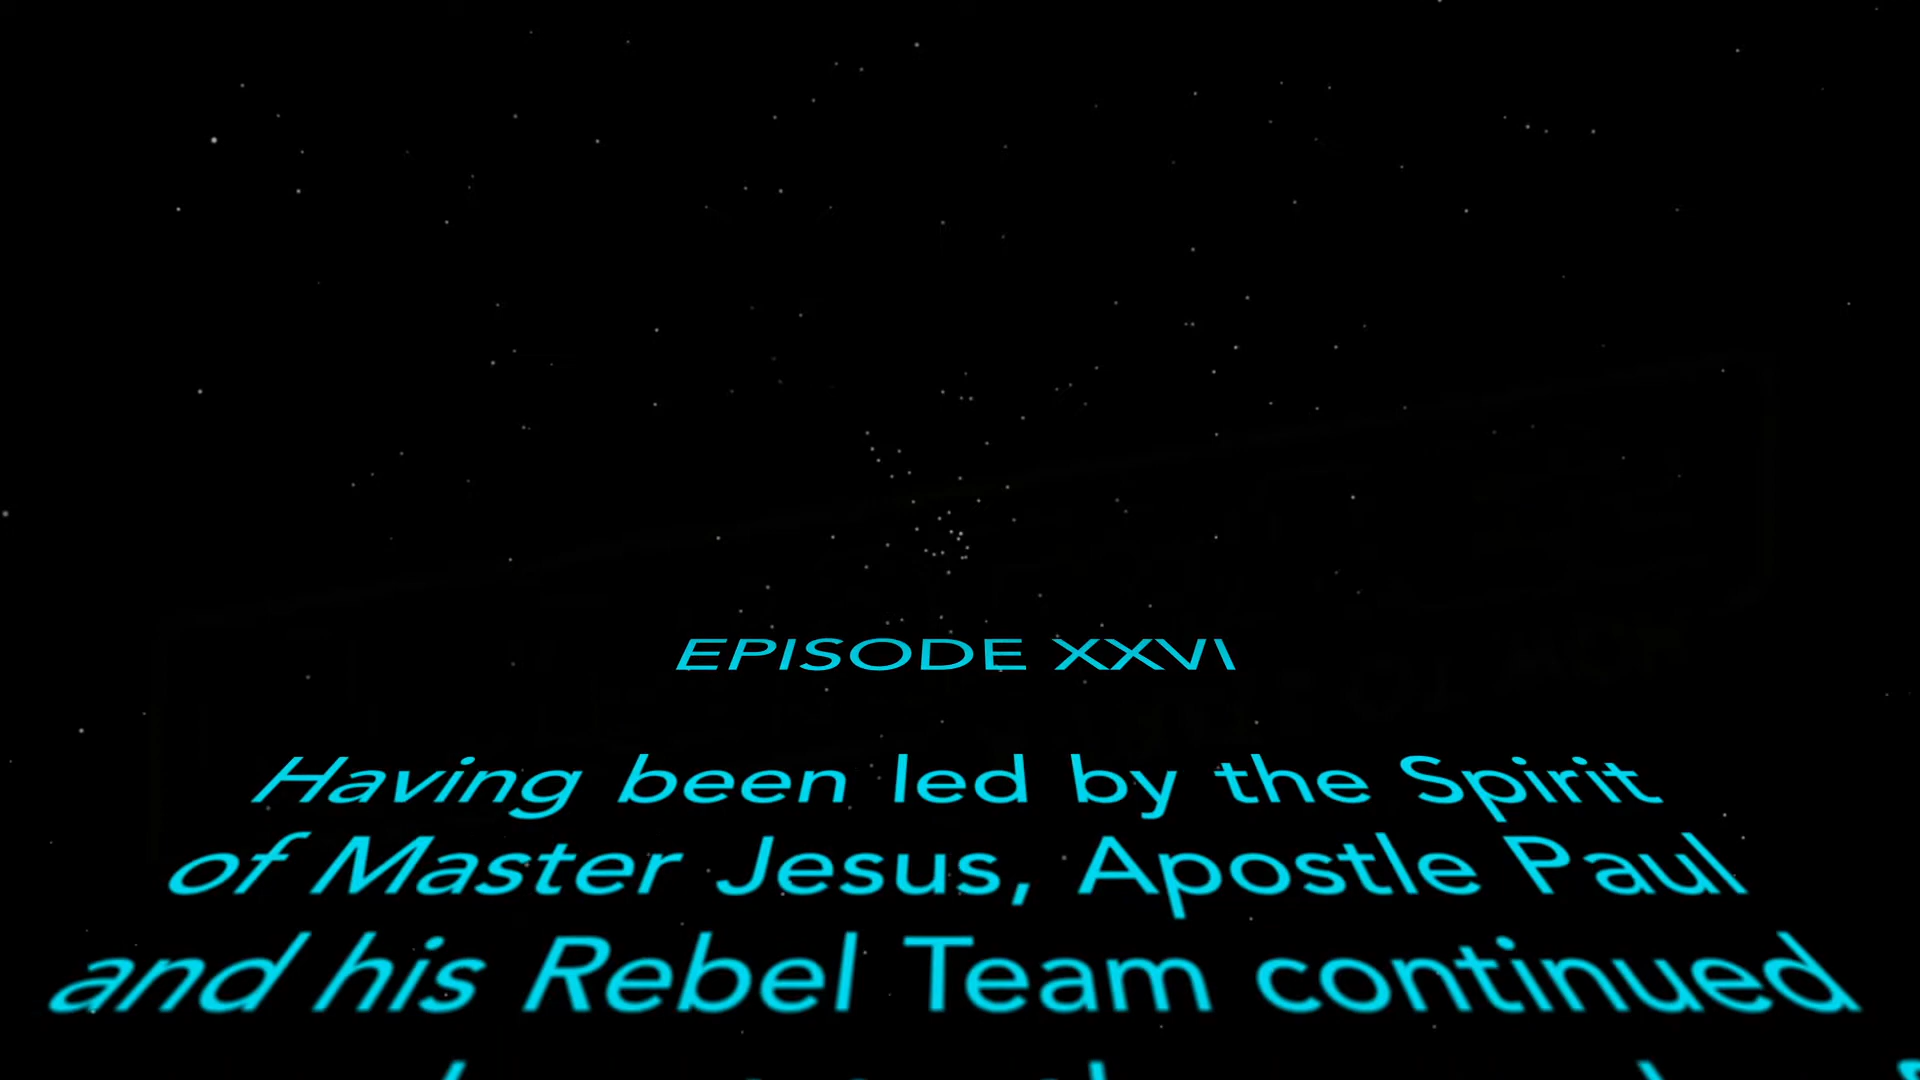 EPISODE XXVI
Having been led by the Spirit
of Master Jesus, Apostle Paul
and his Rebel Team continued